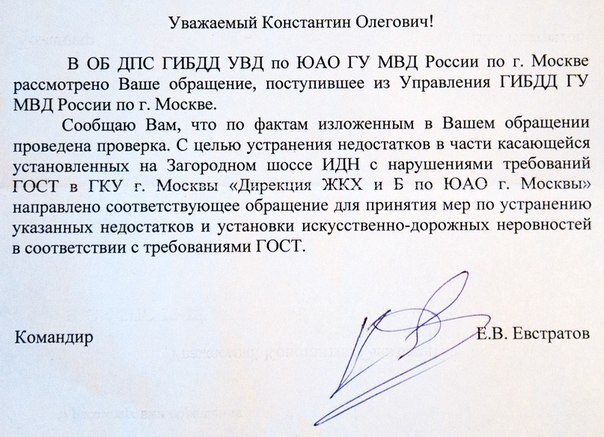 Уважаемый Константин Олегович!
В ОБ ДПС ГИБДД УВД по ЮАО ГУ МВД России по г. Москве
рассмотрено Ваше обращение, поступившее из Управления ГИБДД ГУ
МВД России по г. Москве.
Сообщаю Вам, что по фактам изложенным в Вашем обращении
проведена проверка. С целью устранения недостатков в части касающейся
установленных на Загородном шоссе ИДН с нарушениями требований
ГОСТ в ГКУ г. Москвы «Дирекция ЖКХ и Б по ЮАО г. Москвы»
направлено соответствующее обращение для принятия мер по устранению
указанных недостатков и установки искусственно-дорожных неровностей
в соответствии с требованиями ГОСТ.
Командир Е.В. Евстратов